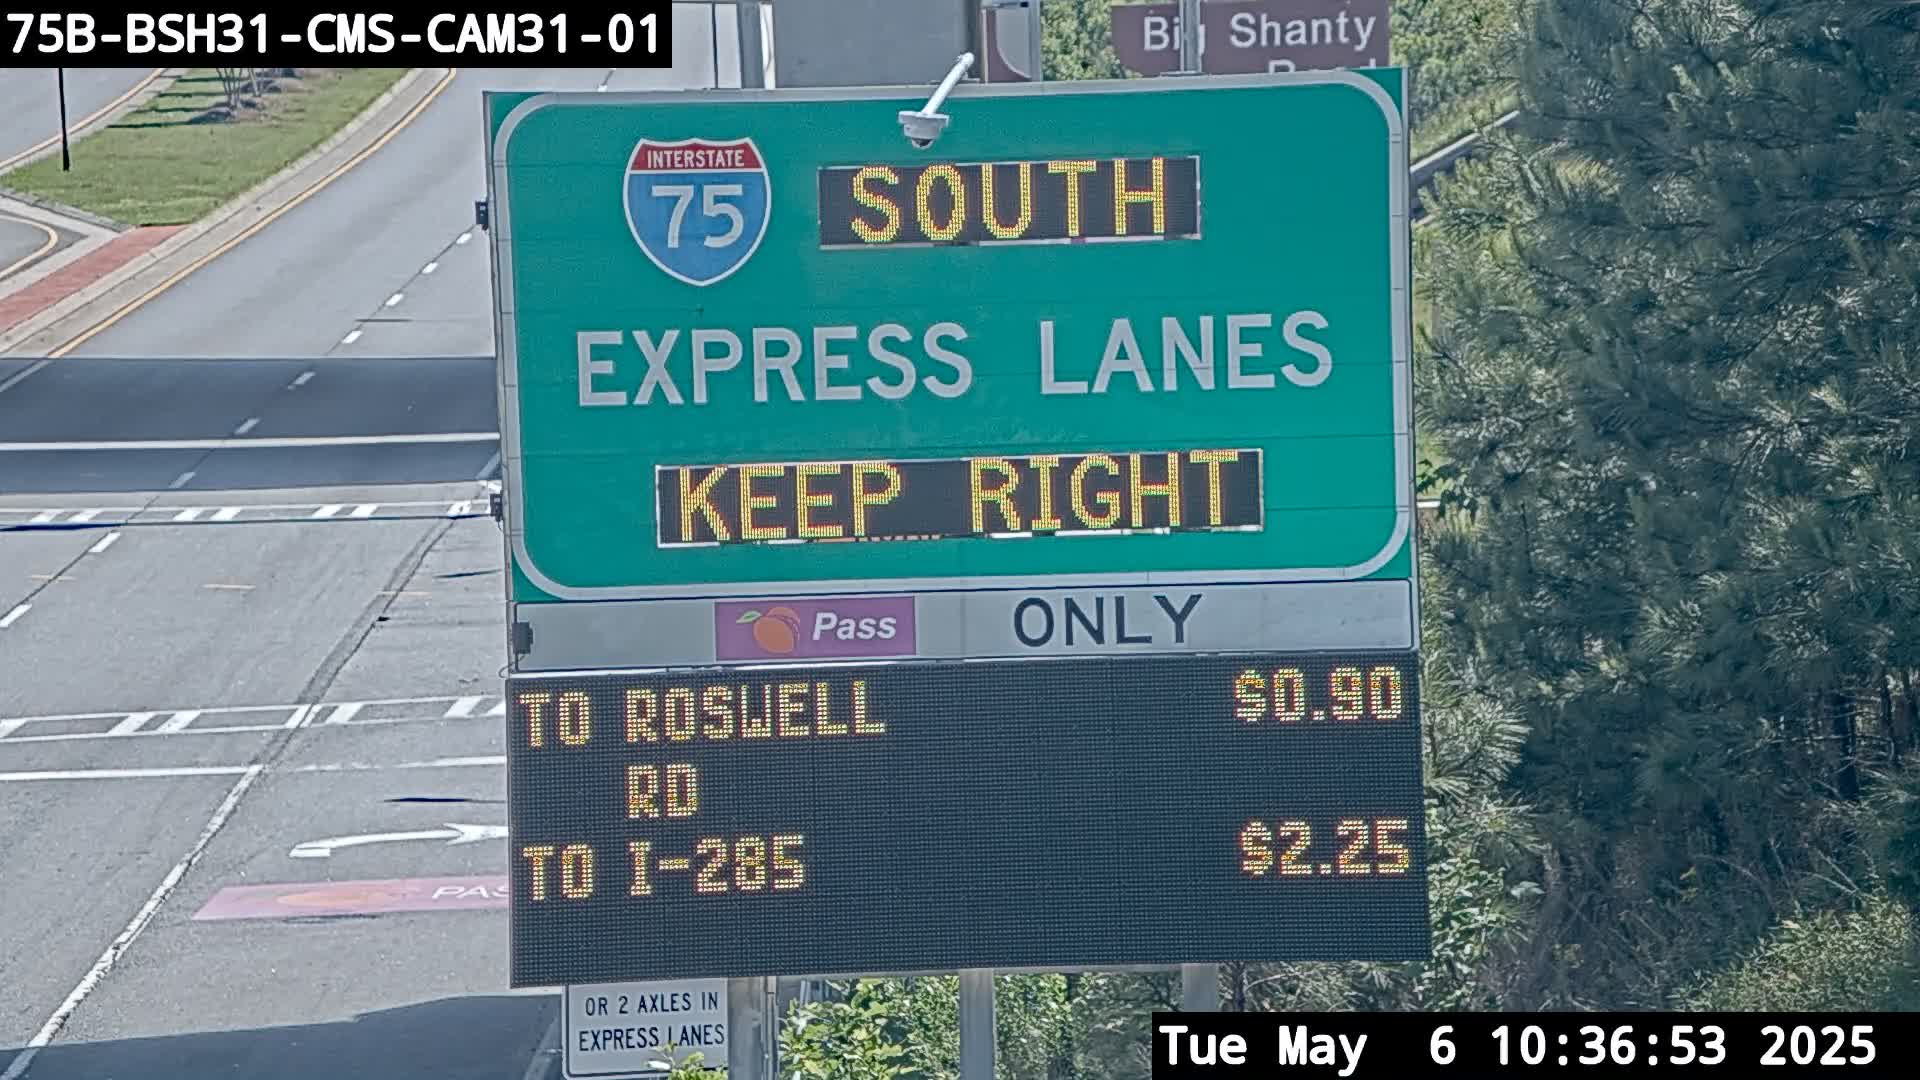 75B-BSH31-CMS-CAM31-01
Big Shanty
Road
INTERSTATE
75
SOUTH
EXPRESS LANES
KEEP RIGHT
Pass
ONLY
TO ROSWELL $0.90
RD
TO I-285 $2.25
PAS
OR 2 AXLES IN
EXPRESS LANES
Tue May 6 10:36:53 2025